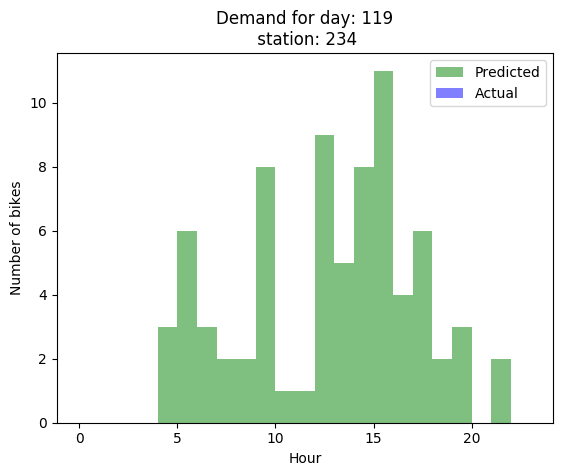 Demand for day: 119
station: 234
Predicted
Actual
Number of bikes
10
8
6
4
2
0
0 5 10 15 20
Hour